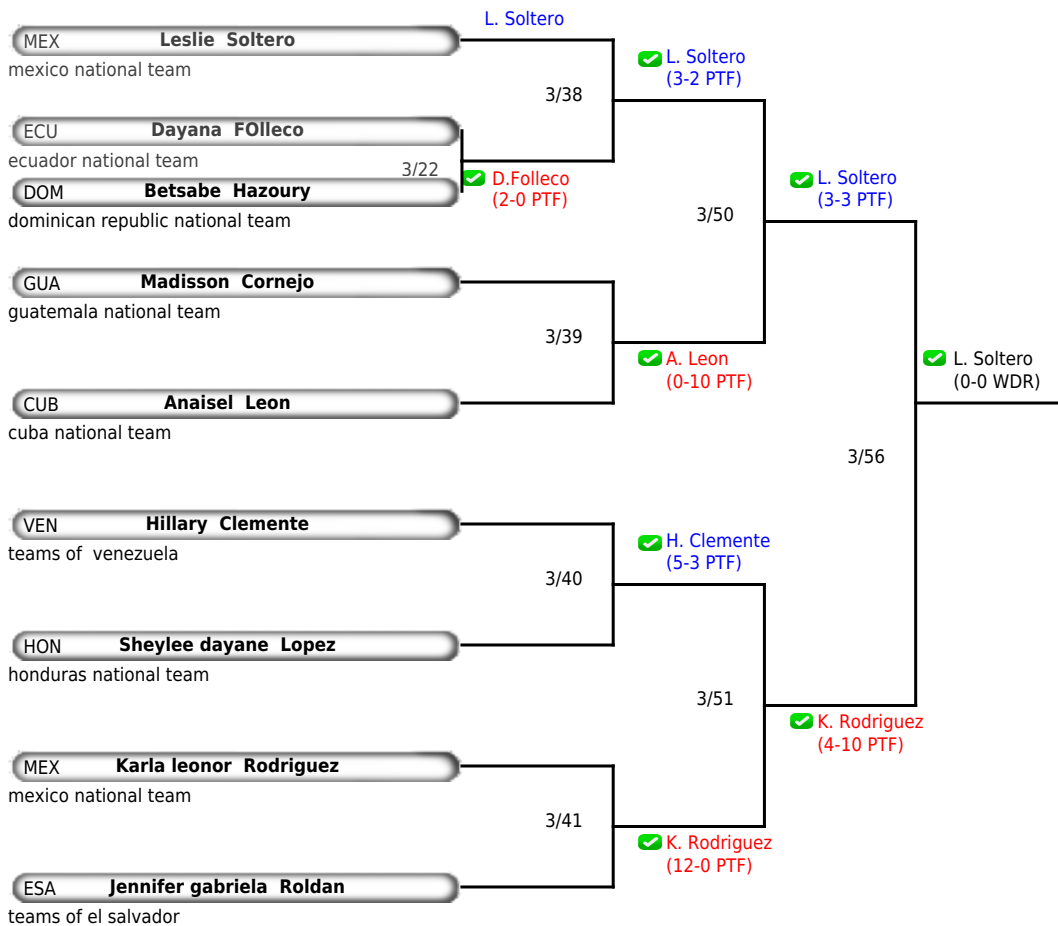 L. Soltero
MEX Leslie Soltero
mexico national team
L. Soltero
(3-2 PTF)
3/38
ECU Dayana FOlleco
ecuador national team
3/22
D.Folleco
(2-0 PTF)
DOM Betsabe Hazoury
dominican republic national team
L. Soltero
(3-3 PTF)
3/50
GUA Madisson Cornejo
guatemala national team
3/39
A. Leon
(0-10 PTF)
L. Soltero
(0-0 WDR)
CUB Anaisel Leon
cuba national team
3/56
VEN Hillary Clemente
teams of venezuela
H. Clemente
(5-3 PTF)
3/40
HON Sheylee dayane Lopez
honduras national team
3/51
K. Rodriguez
(4-10 PTF)
MEX Karla leonor Rodriguez
mexico national team
3/41
K. Rodriguez
(12-0 PTF)
ESA Jennifer gabriela Roldan
teams of el salvador